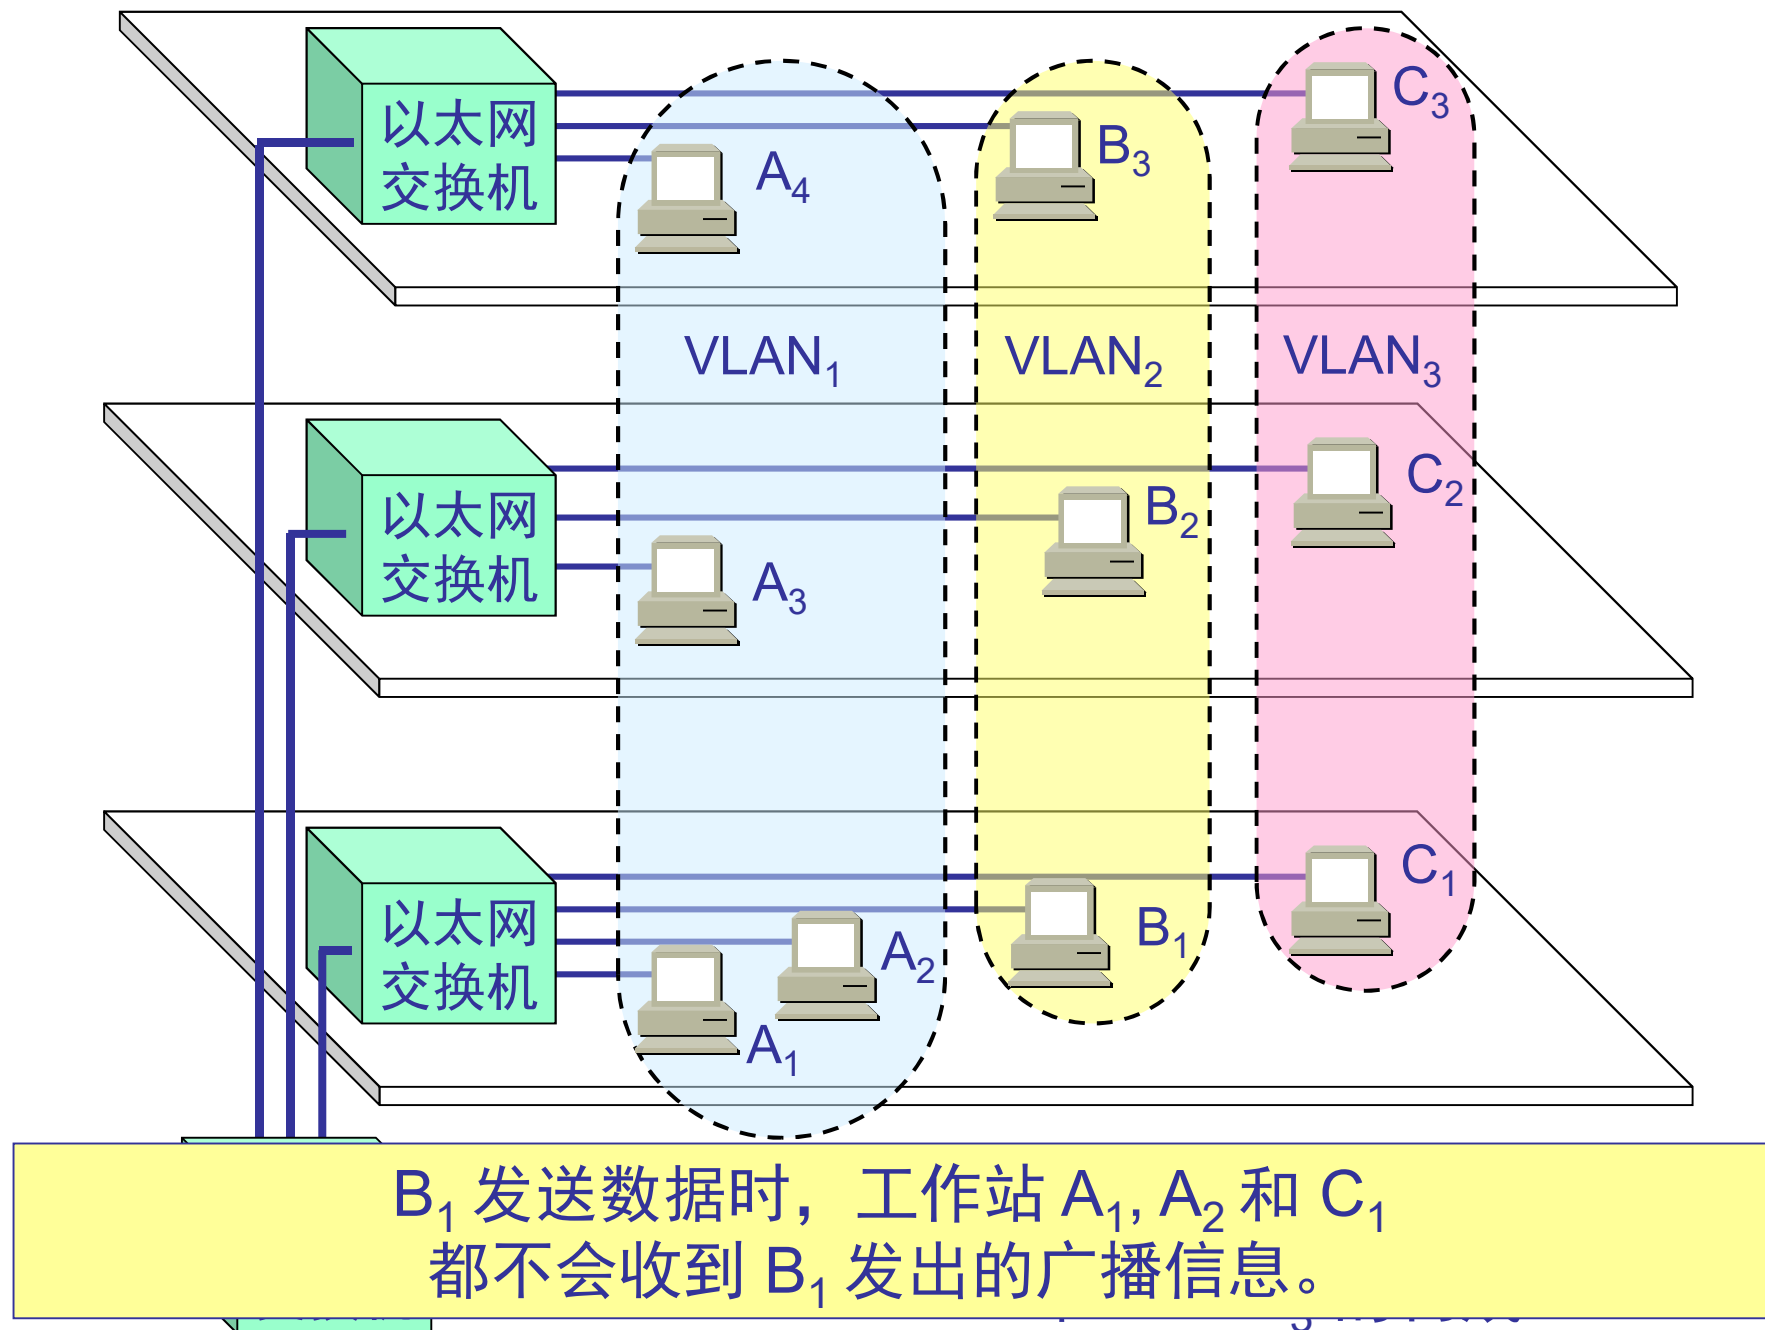 以太网
交换机
A₄
B₃
C₃
VLAN₁
VLAN₂
VLAN₃
以太网
交换机
A₃
B₂
C₂
以太网
交换机
A₁
A₂
B₁
C₁
B₁ 发送数据时，工作站 A₁, A₂ 和 C₁
都不会收到 B₁ 发出的广播信息。